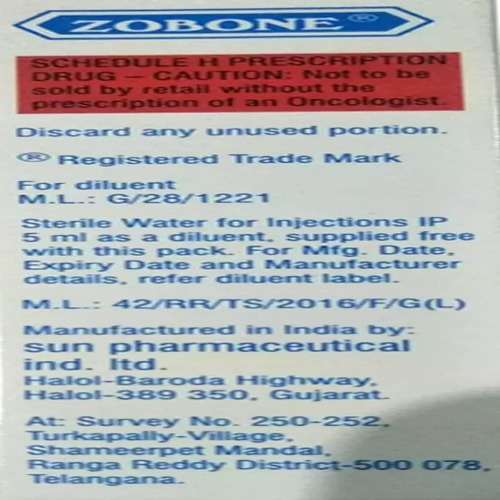 ZOBONE®
SCHEDULE H PRESCRIPTION
DRUG – CAUTION: Not to be
sold by retail without the
prescription of an Oncologist.
Discard any unused portion.
® Registered Trade Mark
For diluent
M.L.: G/28/1221
Sterile Water for Injections IP
5 ml as a diluent, supplied free
with this pack. For Mfg. Date,
Expiry Date and Manufacturer
details, refer diluent label.
M.L.: 42/RR/TS/2016/F/G(L)
Manufactured in India by:
sun pharmaceutical
ind. ltd.
Halol-Baroda Highway,
Halol-389 350, Gujarat.
At: Survey No. 250-252,
Turkapally-Village,
Shameerpet Mandal,
Ranga Reddy District-500 078,
Telangana.